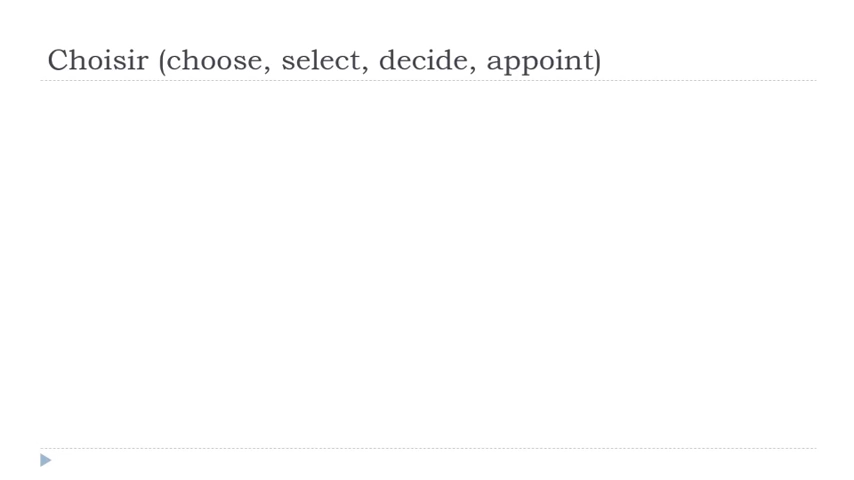 Choisir (choose, select, decide, appoint)